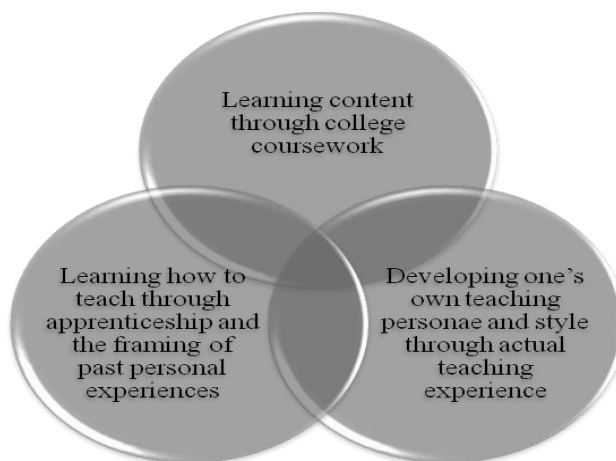 Learning content
through college
coursework
Learning how to
teach through
apprenticeship and
the framing of
past personal
experiences
Developing one’s
own teaching
personae and style
through actual
teaching
experience